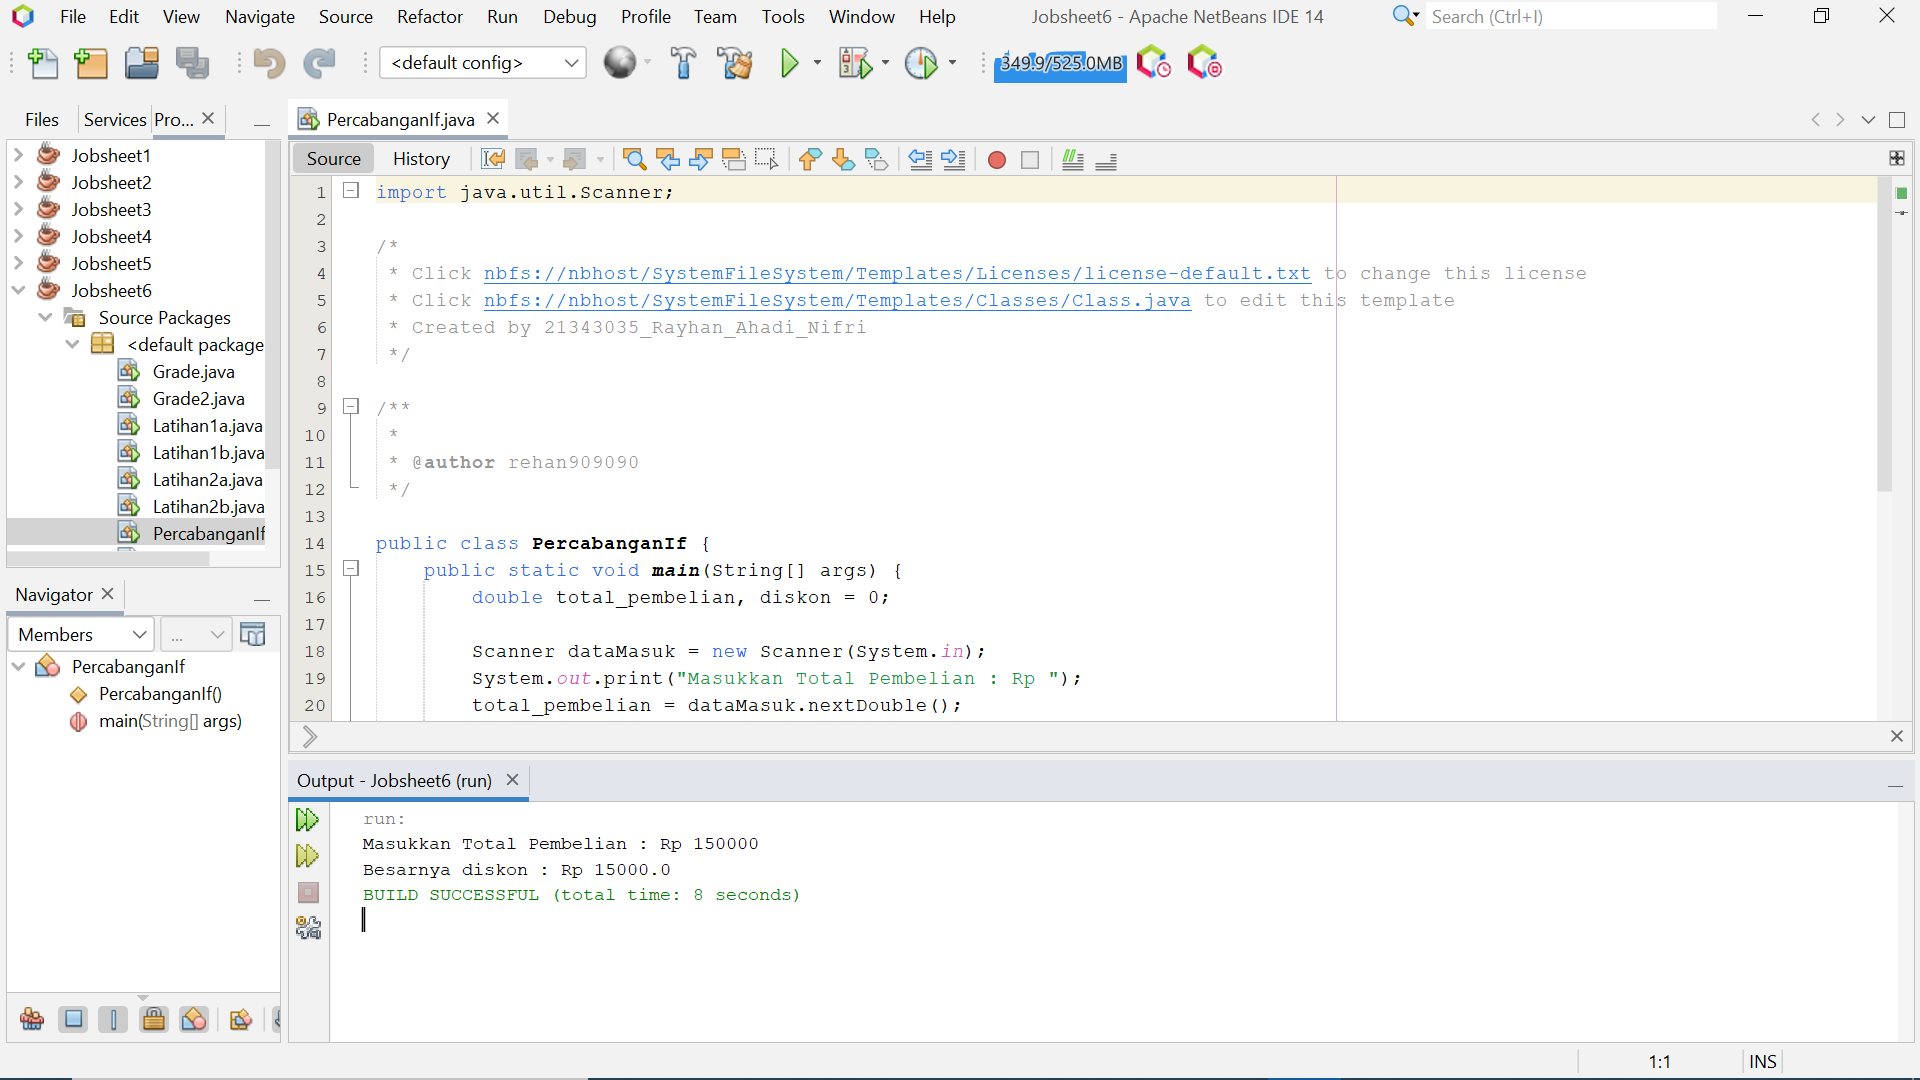 File Edit View Navigate Source Refactor Run Debug Profile Team Tools Window Help
Jobsheet6 - Apache NetBeans IDE 14
Search (Ctrl+I)
<default config>
349.9/525.0MB
Files Services Pro...
PercabanganIf.java
Source History
Jobsheet1
Jobsheet2
Jobsheet3
Jobsheet4
Jobsheet5
Jobsheet6
Source Packages
<default package
Grade.java
Grade2.java
Latihan1a.java
Latihan1b.java
Latihan2a.java
Latihan2b.java
PercabanganIf
Navigator
Members
...
PercabanganIf
PercabanganIf()
main(String[] args)
1 import java.util.Scanner;
2
3 /*
4 * Click nbfs://nbhost/SystemFileSystem/Templates/Licenses/license-default.txt to change this license
5 * Click nbfs://nbhost/SystemFileSystem/Templates/Classes/Class.java to edit this template
6 * Created by 21343035_Rayhan_Ahadi_Nifri
7 */
8
9 /**
10 *
11 * @author rehan909090
12 */
13
14 public class PercabanganIf {
15 public static void main(String[] args) {
16 double total_pembelian, diskon = 0;
17
18 Scanner dataMasuk = new Scanner(System.in);
19 System.out.print("Masukkan Total Pembelian : Rp ");
20 total_pembelian = dataMasuk.nextDouble();
Output - Jobsheet6 (run)
run:
Masukkan Total Pembelian : Rp 150000
Besarnya diskon : Rp 15000.0
BUILD SUCCESSFUL (total time: 8 seconds)
1:1
INS